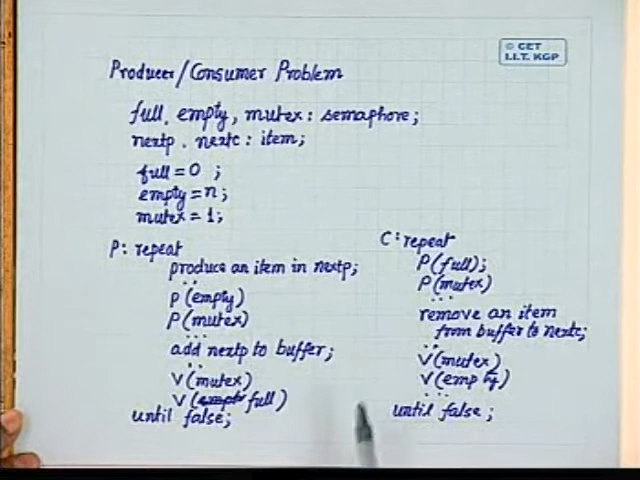 © CET
I.I.T. KGP
Producer/Consumer Problem
full, empty, mutex : semaphore;
nextp, nextc : item;
full = 0 ;
empty = n;
mutex = 1;
P: repeat
produce an item in nextp;
...
P(empty)
P(mutex)
...
add nextp to buffer;
...
V(mutex)
V(full)
until false;
C: repeat
P(full);
P(mutex)
...
remove an item
from buffer to nextc;
...
V(mutex)
V(empty)
...
until false ;